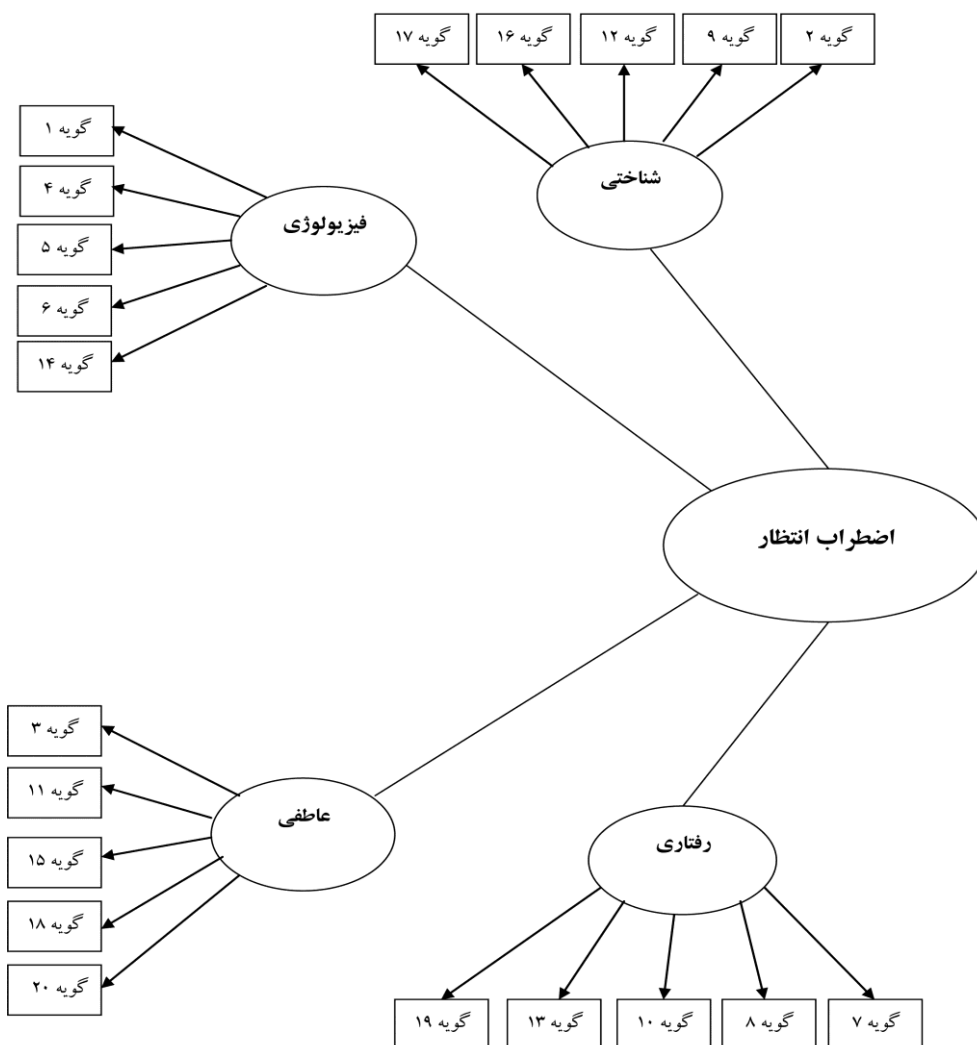 گویه ۲
گویه ۹
گویه ۱۲
گویه ۱۶
گویه ۱۷
شناختی
گویه ۱
گویه ۴
گویه ۵
گویه ۶
گویه ۱۴
فیزیولوژی
اضطراب انتظار
گویه ۳
گویه ۱۱
گویه ۱۵
گویه ۱۸
گویه ۲۰
عاطفی
رفتاری
گویه ۷
گویه ۸
گویه ۱۰
گویه ۱۳
گویه ۱۹